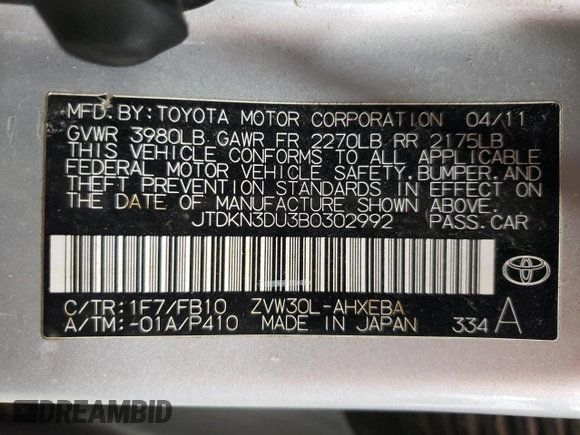 MFD. BY: TOYOTA MOTOR CORPORATION 04/11
GVWR 3980LB GAWR FR 2270LB RR 2175LB
THIS VEHICLE CONFORMS TO ALL APPLICABLE
FEDERAL MOTOR VEHICLE SAFETY, BUMPER, AND
THEFT PREVENTION STANDARDS IN EFFECT ON
THE DATE OF MANUFACTURE SHOWN ABOVE.
JTDKN3DU3B0302992 PASS.CAR
C/TR:1F7/FB10 ZVW30L-AHXEBA
A/TM:-01A/P410 MADE IN JAPAN 334 A
TOYOTA
DREAMBID